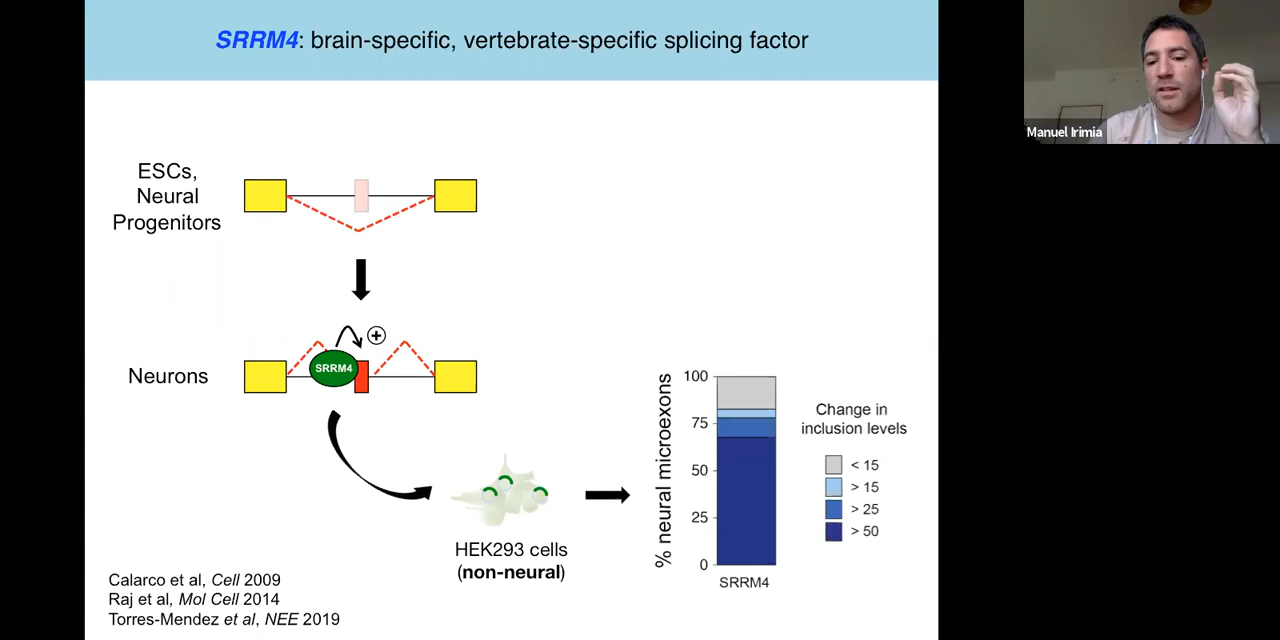 SRRM4: brain-specific, vertebrate-specific splicing factor
Manuel Irimia
ESCs,
Neural
Progitors
Neurons
SRRM4
+
HEK293 cells
(non-neural)
% neural microexons
100
75
50
25
0
SRRM4
Change in
inclusion levels
< 15
> 15
> 25
> 50
Calarco et al, Cell 2009
Raj et al, Mol Cell 2014
Torres-Mendez et al, NEE 2019